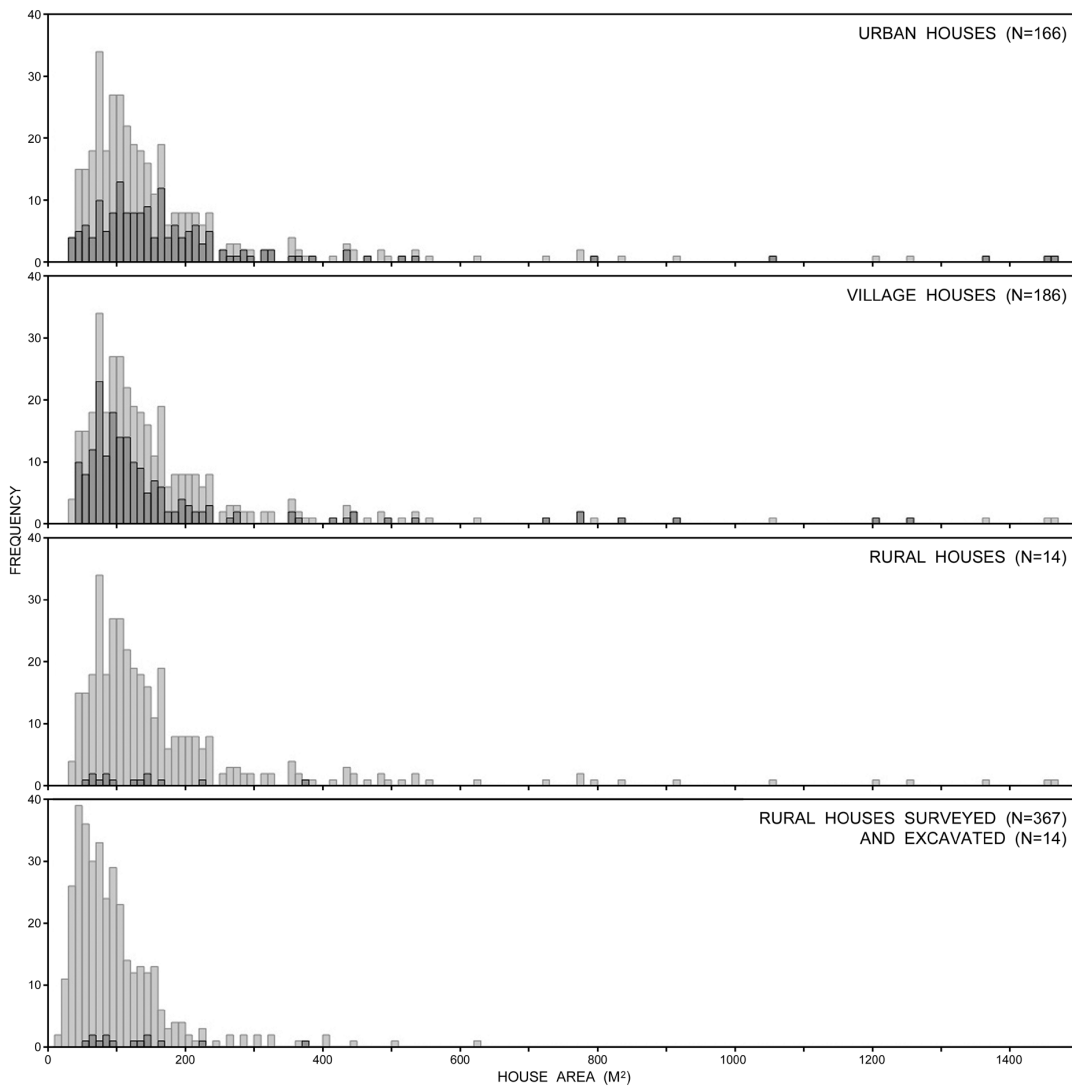 40
30
20
10
0
URBAN HOUSES (N=166)
40
30
20
10
0
VILLAGE HOUSES (N=186)
FREQUENCY
40
30
20
10
0
RURAL HOUSES (N=14)
40
30
20
10
0
RURAL HOUSES SURVEYED (N=367)
AND EXCAVATED (N=14)
0 200 400 600 800 1000 1200 1400
HOUSE AREA (M²)